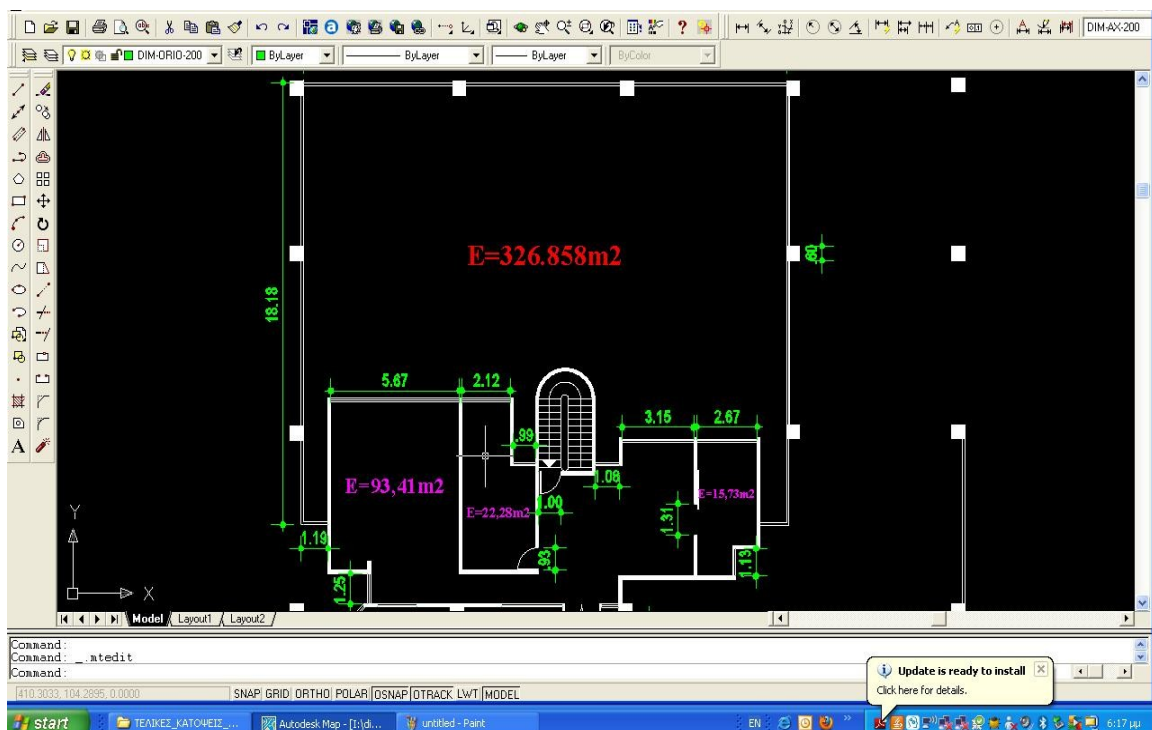 DIM-AX-200
DIM-ORIO-200
ByLayer
ByLayer
ByLayer
ByColor
E=326.858m2
.60
18.18
5.67
2.12
.99
3.15
2.67
1.08
E=93,41m2
E=22,28m2
1.00
E=15,73m2
1.31
1.19
.93
1.13
1.25
Y
X
Model
Layout1
Layout2
Command:
Command: _.mtedit
Command:
410.3033, 104.2895, 0.0000
SNAP GRID ORTHO POLAR OSNAP OTRACK LWT MODEL
Update is ready to install
Click here for details.
start
ΤΕΛΙΚΕΣ_ΚΑΤΟΨΕΙΣ_...
Autodesk Map - [I:\di...
untitled - Paint
EN
6:17 μμ